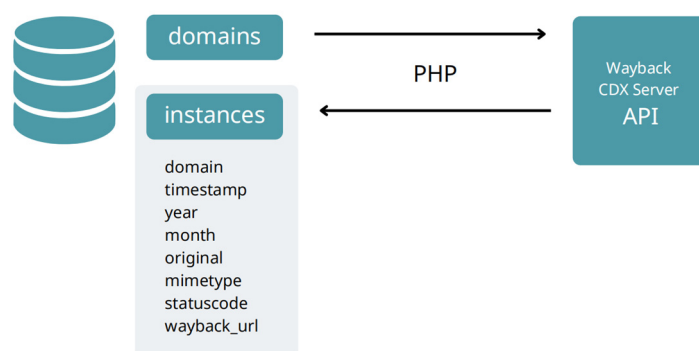 domains
PHP
Wayback
CDX Server
API
instances
domain
timestamp
year
month
original
mimetype
statuscode
wayback_url